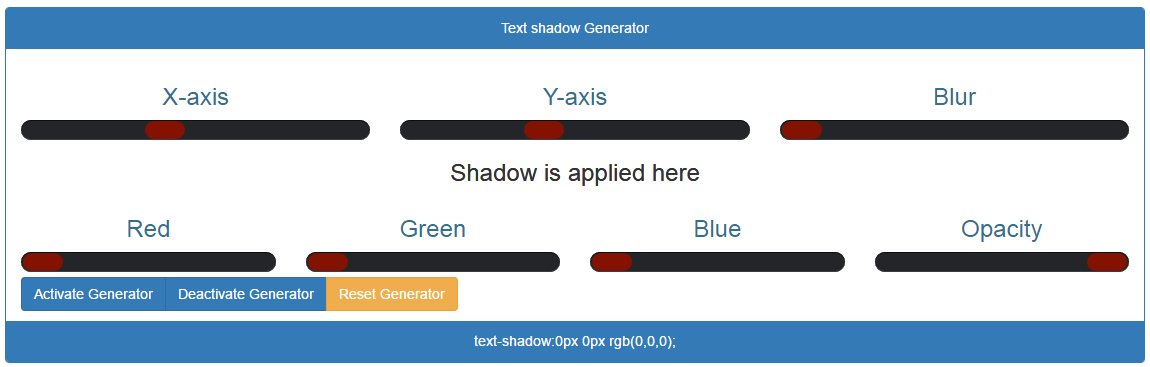 Text shadow Generator
X-axis Y-axis Blur
Shadow is applied here
Red Green Blue Opacity
Activate Generator Deactivate Generator Reset Generator
text-shadow:0px 0px rgb(0,0,0);